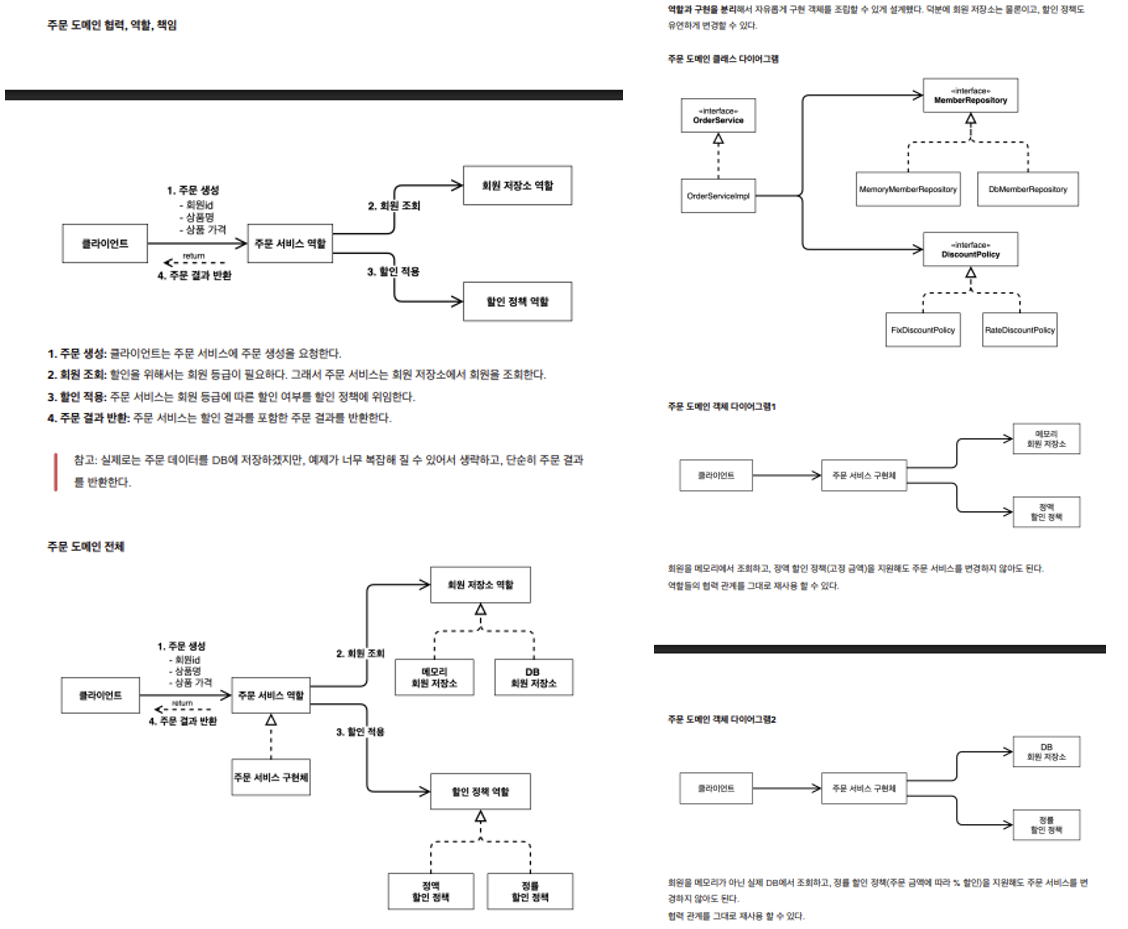 주문 도메인 협력, 역할, 책임
1. 주문 생성
- 회원id
- 상품명
- 상품 가격
클라이언트
주문 서비스 역할
return
4. 주문 결과 반환
2. 회원 조회
회원 저장소 역할
3. 할인 적용
할인 정책 역할
1. 주문 생성: 클라이언트는 주문 서비스에 주문 생성을 요청한다.
2. 회원 조회: 할인을 위해서는 회원 등급이 필요하다. 그래서 주문 서비스는 회원 저장소에서 회원을 조회한다.
3. 할인 적용: 주문 서비스는 회원 등급에 따른 할인 여부를 할인 정책에 위임한다.
4. 주문 결과 반환: 주문 서비스는 할인 결과를 포함한 주문 결과를 반환한다.
참고: 실제로는 주문 데이터를 DB에 저장하겠지만, 예제가 너무 복잡해 질 수 있어서 생략하고, 단순히 주문 결과
를 반환한다.
주문 도메인 전체
1. 주문 생성
- 회원id
- 상품명
- 상품 가격
클라이언트
주문 서비스 역할
return
4. 주문 결과 반환
주문 서비스 구현체
2. 회원 조회
회원 저장소 역할
메모리
회원 저장소
DB
회원 저장소
3. 할인 적용
할인 정책 역할
정액
할인 정책
정률
할인 정책
역할과 구현을 분리해서 자유롭게 구현 객체를 조립할 수 있게 설계했다. 덕분에 회원 저장소는 물론이고, 할인 정책도
유연하게 변경할 수 있다.
주문 도메인 클래스 다이어그램
«interface»
OrderService
OrderServiceImpl
«interface»
MemberRepository
MemoryMemberRepository
DbMemberRepository
«interface»
DiscountPolicy
FixDiscountPolicy
RateDiscountPolicy
주문 도메인 객체 다이어그램1
클라이언트
주문 서비스 구현체
메모리
회원 저장소
정액
할인 정책
회원을 메모리에서 조회하고, 정액 할인 정책(고정 금액)을 지원해도 주문 서비스를 변경하지 않아도 된다.
역할들의 협력 관계를 그대로 재사용 할 수 있다.
주문 도메인 객체 다이어그램2
클라이언트
주문 서비스 구현체
DB
회원 저장소
정률
할인 정책
회원을 메모리가 아닌 실제 DB에서 조회하고, 정률 할인 정책(주문 금액에 따라 % 할인)을 지원해도 주문 서비스를 변
경하지 않아도 된다.
협력 관계를 그대로 재사용 할 수 있다.